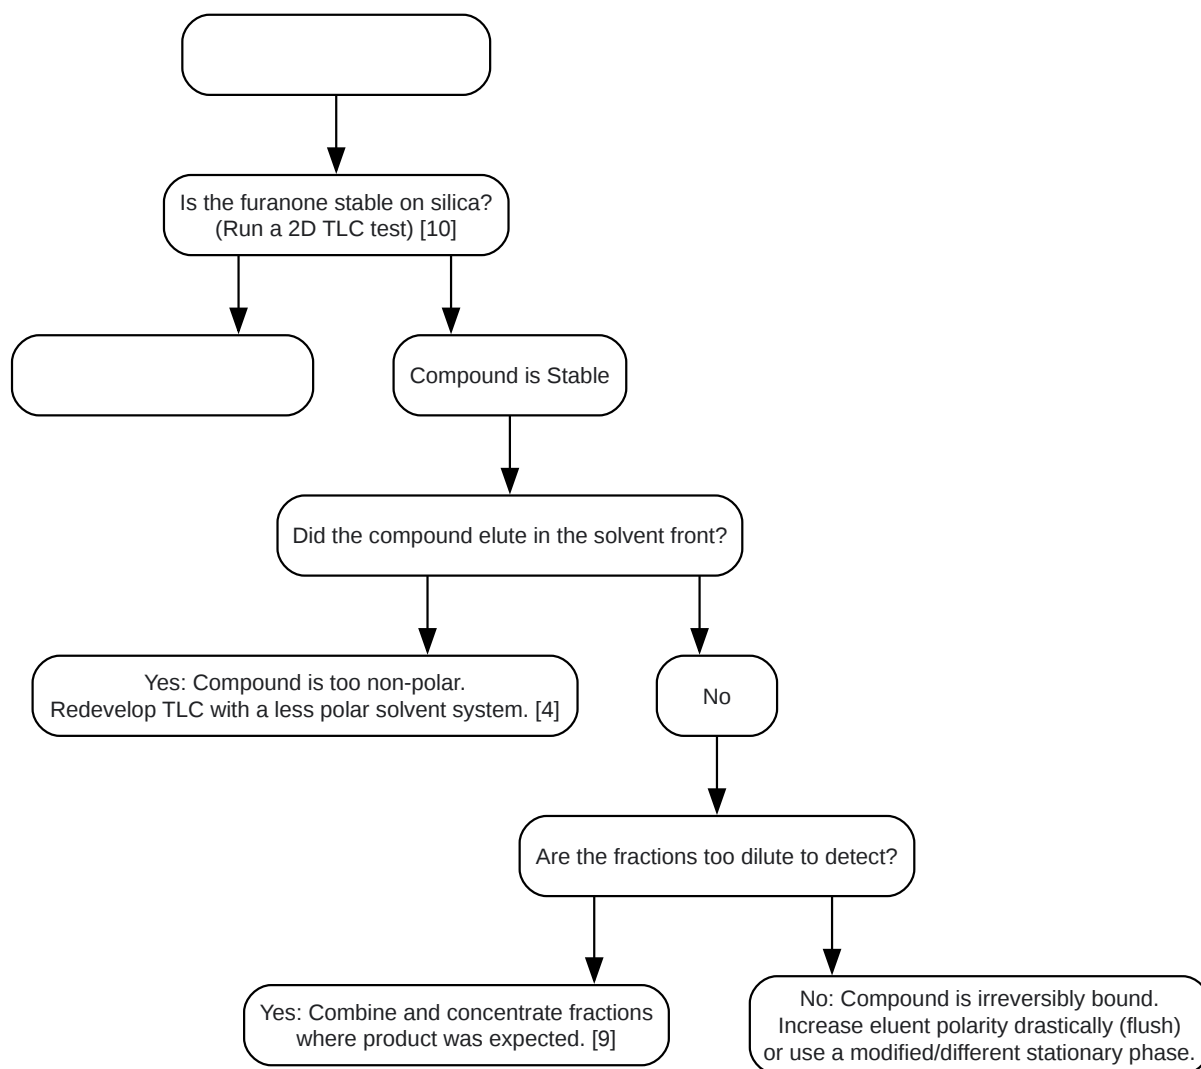 Is the furanone stable on silica?
(Run a 2D TLC test) [10]
Compound is Stable
Did the compound elute in the solvent front?
Yes: Compound is too non-polar.
Redevelop TLC with a less polar solvent system. [4]
No
Are the fractions too dilute to detect?
Yes: Combine and concentrate fractions
where product was expected. [9]
No: Compound is irreversibly bound.
Increase eluent polarity drastically (flush)
or use a modified/different stationary phase.